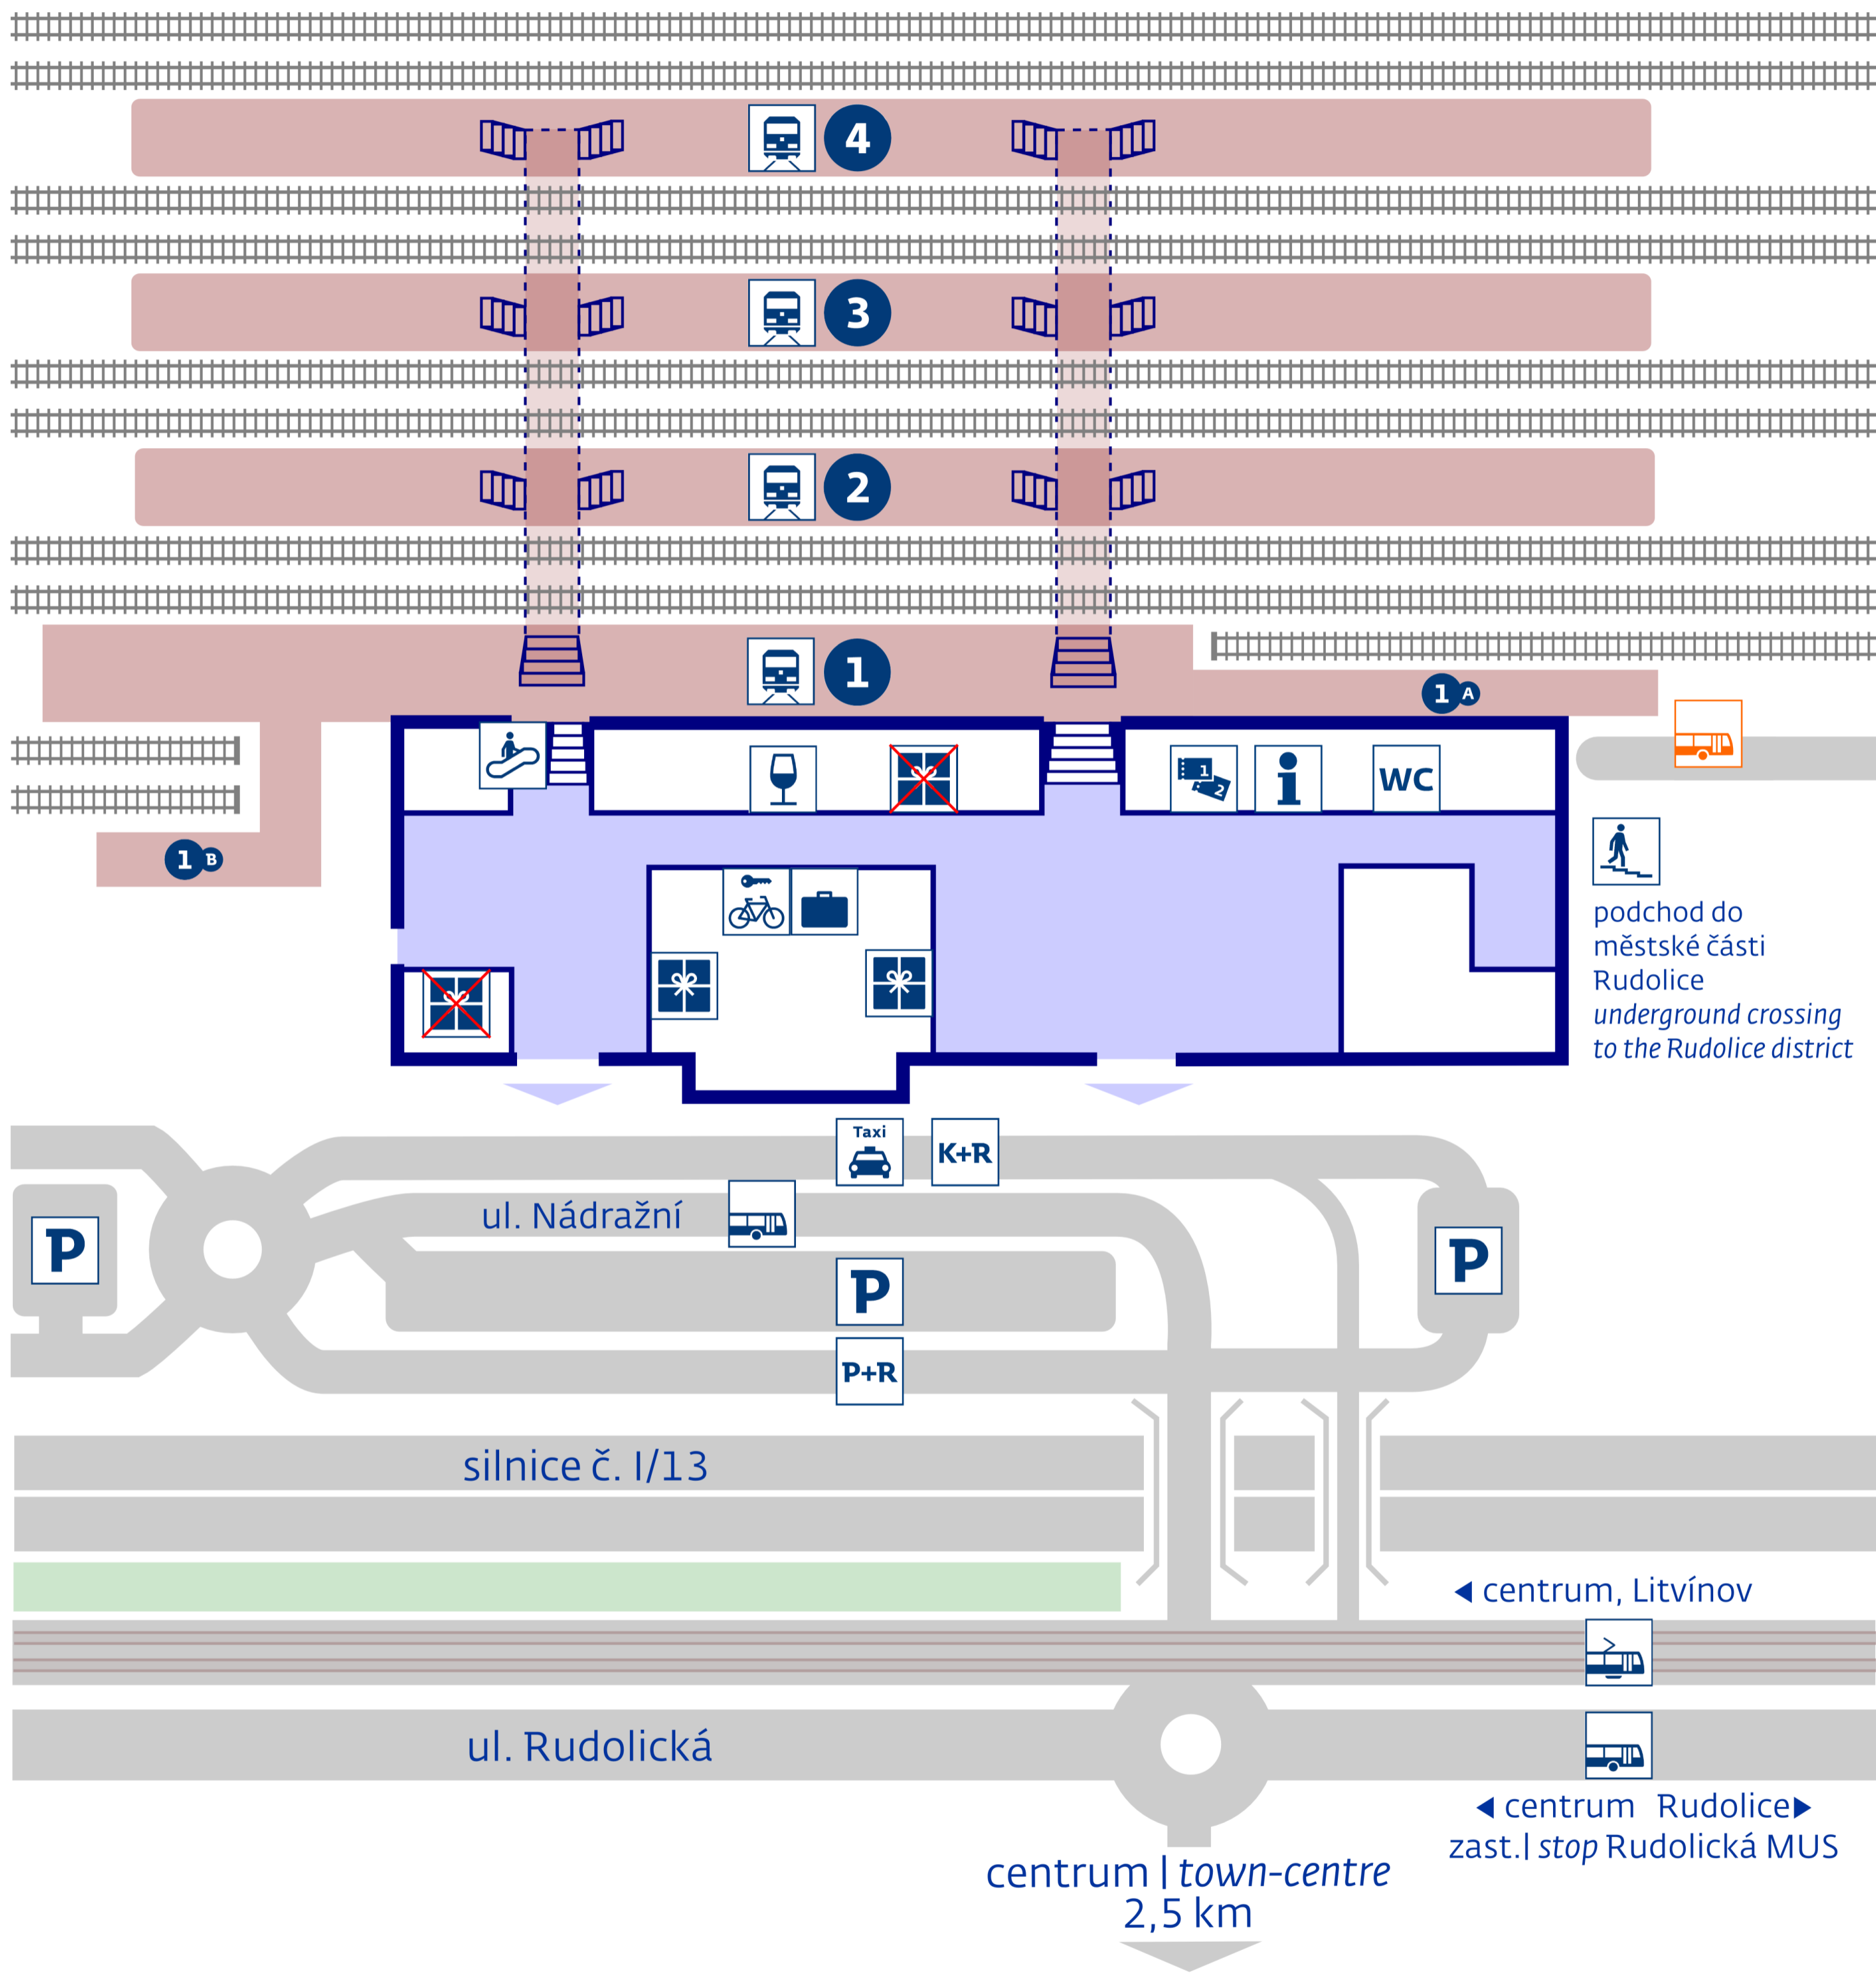 4
3
2
1
1 A
1 2
WC
1 B
podchod do
městské části
Rudolice
underground crossing
to the Rudolice district
Taxi
K+R
ul. Nádražní
P
P
P
P+R
silnice č. I/13
centrum, Litvínov
ul. Rudolická
centrum Rudolice
zast.| stop Rudolická MUS
centrum | town-centre
2,5 km